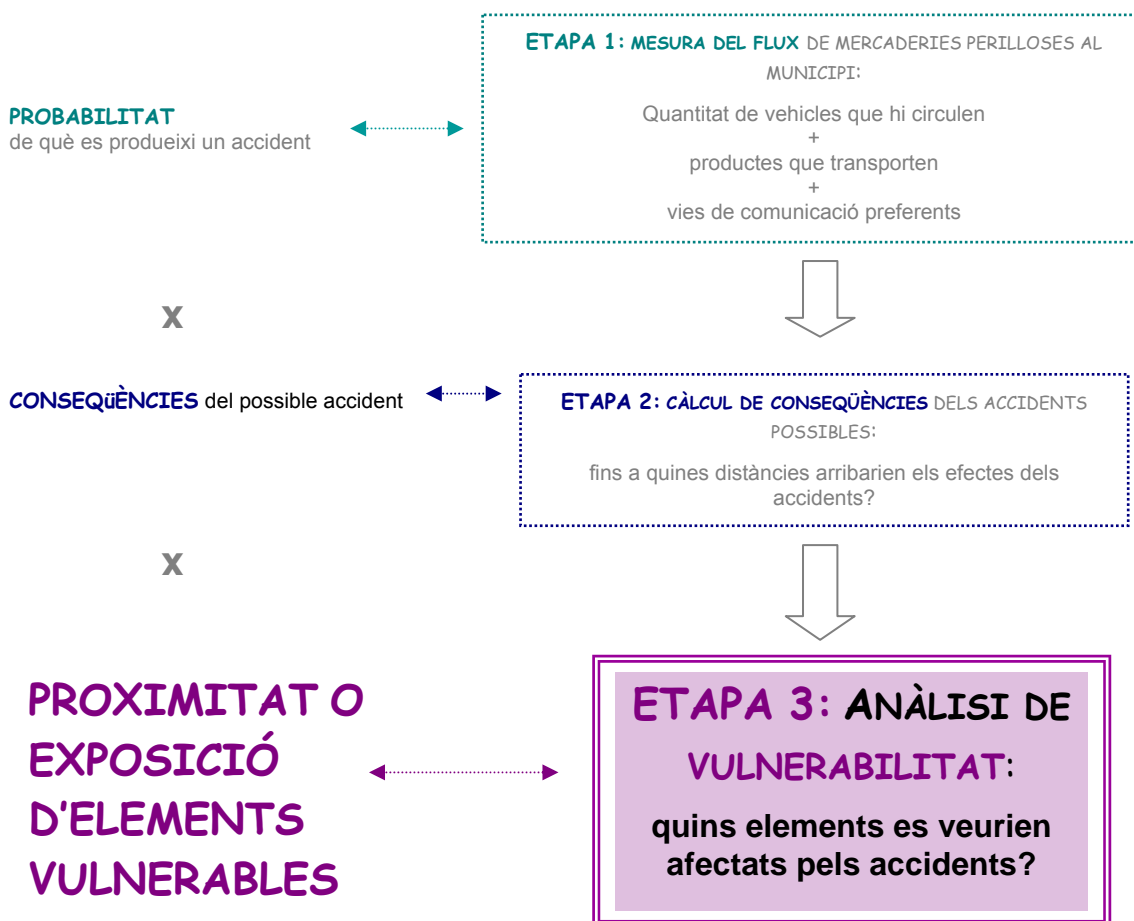 PROBABILITAT
de què es produeixi un accident
ETAPA 1: MESURA DEL FLUX DE MERCADERIES PERILLOSES AL
MUNICIPI:
Quantitat de vehicles que hi circulen
+
productes que transporten
+
vies de comunicació preferents
x
CONSEQüÈNCIES del possible accident
ETAPA 2: CÀLCUL DE CONSEQÜÈNCIES DELS ACCIDENTS
POSSIBLES:
fins a quines distàncies arribarien els efectes dels
accidents?
x
PROXIMITAT O
EXPOSICIÓ
D'ELEMENTS
VULNERABLES
ETAPA 3: ANÀLISI DE
VULNERABILITAT:
quins elements es veurien
afectats pels accidents?